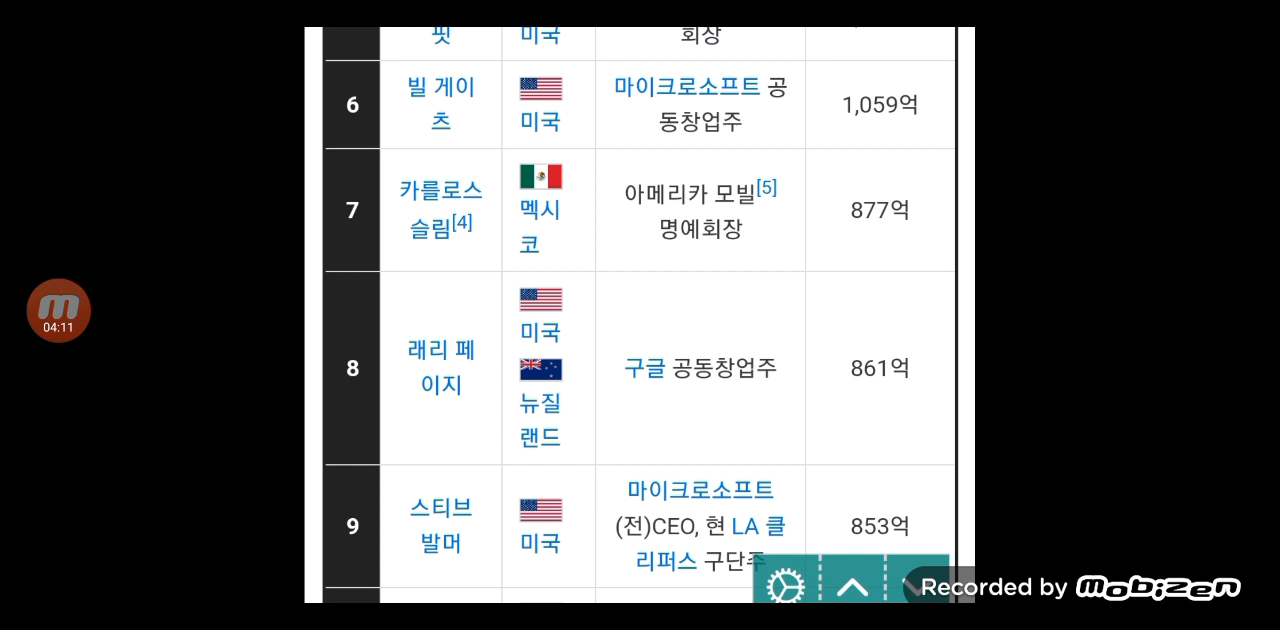 핏
미국
회장
6
빌 게이
츠
미국
마이크로소프트 공
동창업주
1,059억
7
카를로스
슬림[4]
멕시
코
아메리카 모빌[5]
명예회장
877억
8
래리 페
이지
미국
뉴질
랜드
구글 공동창업주
861억
9
스티브
발머
미국
마이크로소프트
(전)CEO, 현 LA 클
리퍼스 구단주
853억
04:11
Recorded by mobizen